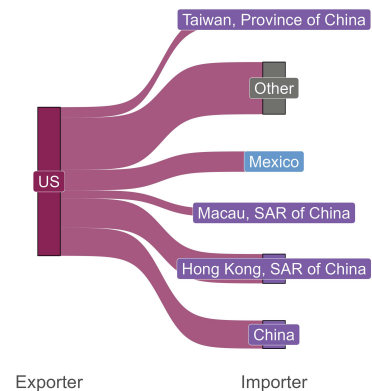 Taiwan, Province of China
Other
US
Mexico
Macau, SAR of China
Hong Kong, SAR of China
China
Exporter
Importer